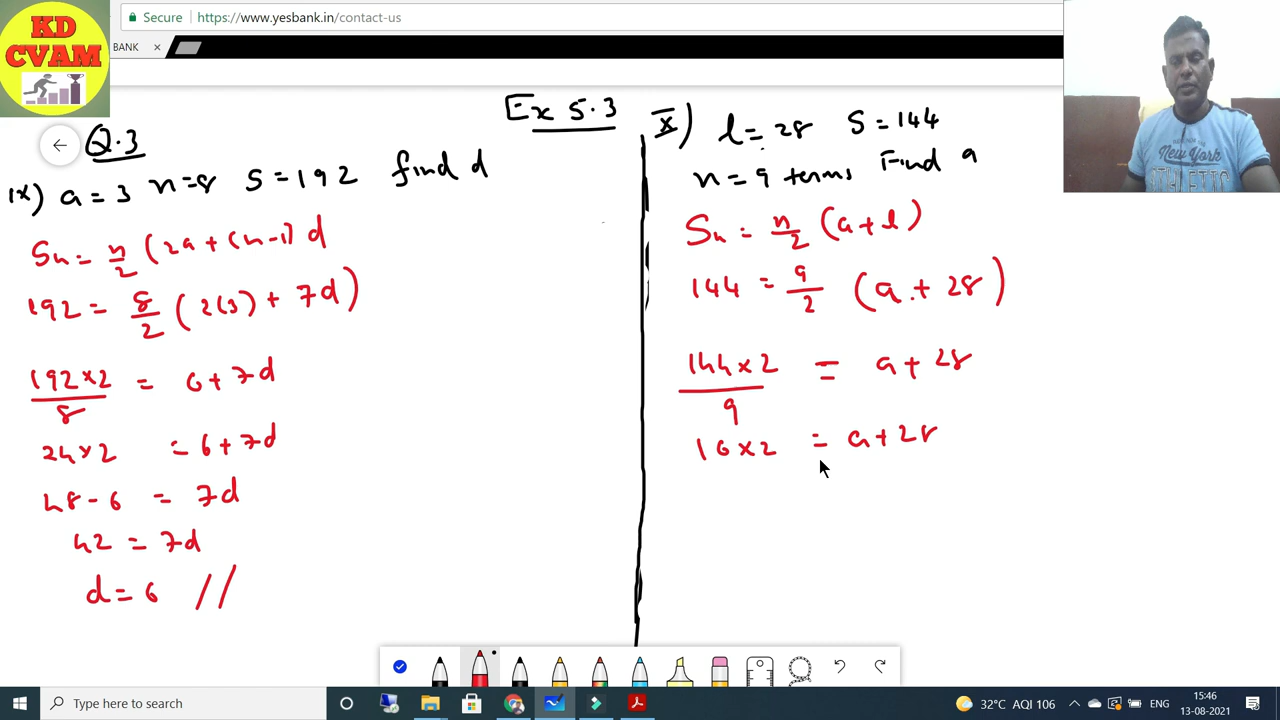 KD
CVAM
Secure https://www.yesbank.in/contact-us
BANK
Ex 5.3
Q.3
ix) a = 3 n=8 S = 192 find d
Sn = n/2 (2a + (n-1)d
192 = 8/2 (2(3) + 7d)
192×2/8 = 6+7d
24×2 = 6+7d
48-6 = 7d
42 = 7d
d = 6 //
x) l = 28 S = 144
n = 9 terms Find a
Sn = n/2 (a+l)
144 = 9/2 (a + 28)
144×2/9 = a + 28
16×2 = a+28
NEW YORK
ATHLETIC
Type here to search
32°C AQI 106
ENG
15:46
13-08-2021